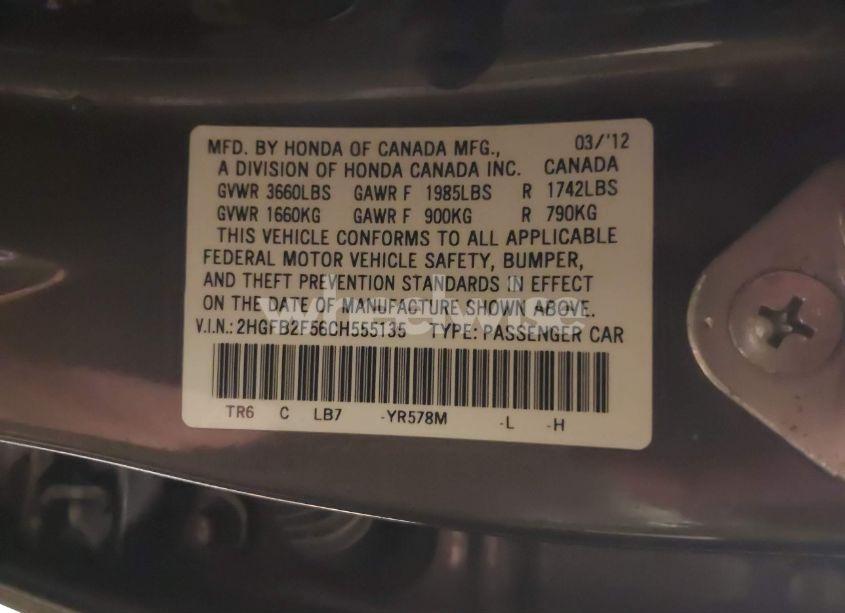 MFD. BY HONDA OF CANADA MFG., 03/'12
A DIVISION OF HONDA CANADA INC. CANADA
GVWR 3660LBS GAWR F 1985LBS R 1742LBS
GVWR 1660KG GAWR F 900KG R 790KG
THIS VEHICLE CONFORMS TO ALL APPLICABLE
FEDERAL MOTOR VEHICLE SAFETY, BUMPER,
AND THEFT PREVENTION STANDARDS IN EFFECT
ON THE DATE OF MANUFACTURE SHOWN ABOVE.
V.I.N.: 2HGFB2F56CH555135 TYPE: PASSENGER CAR
TR6 C LB7 -YR578M -L -H